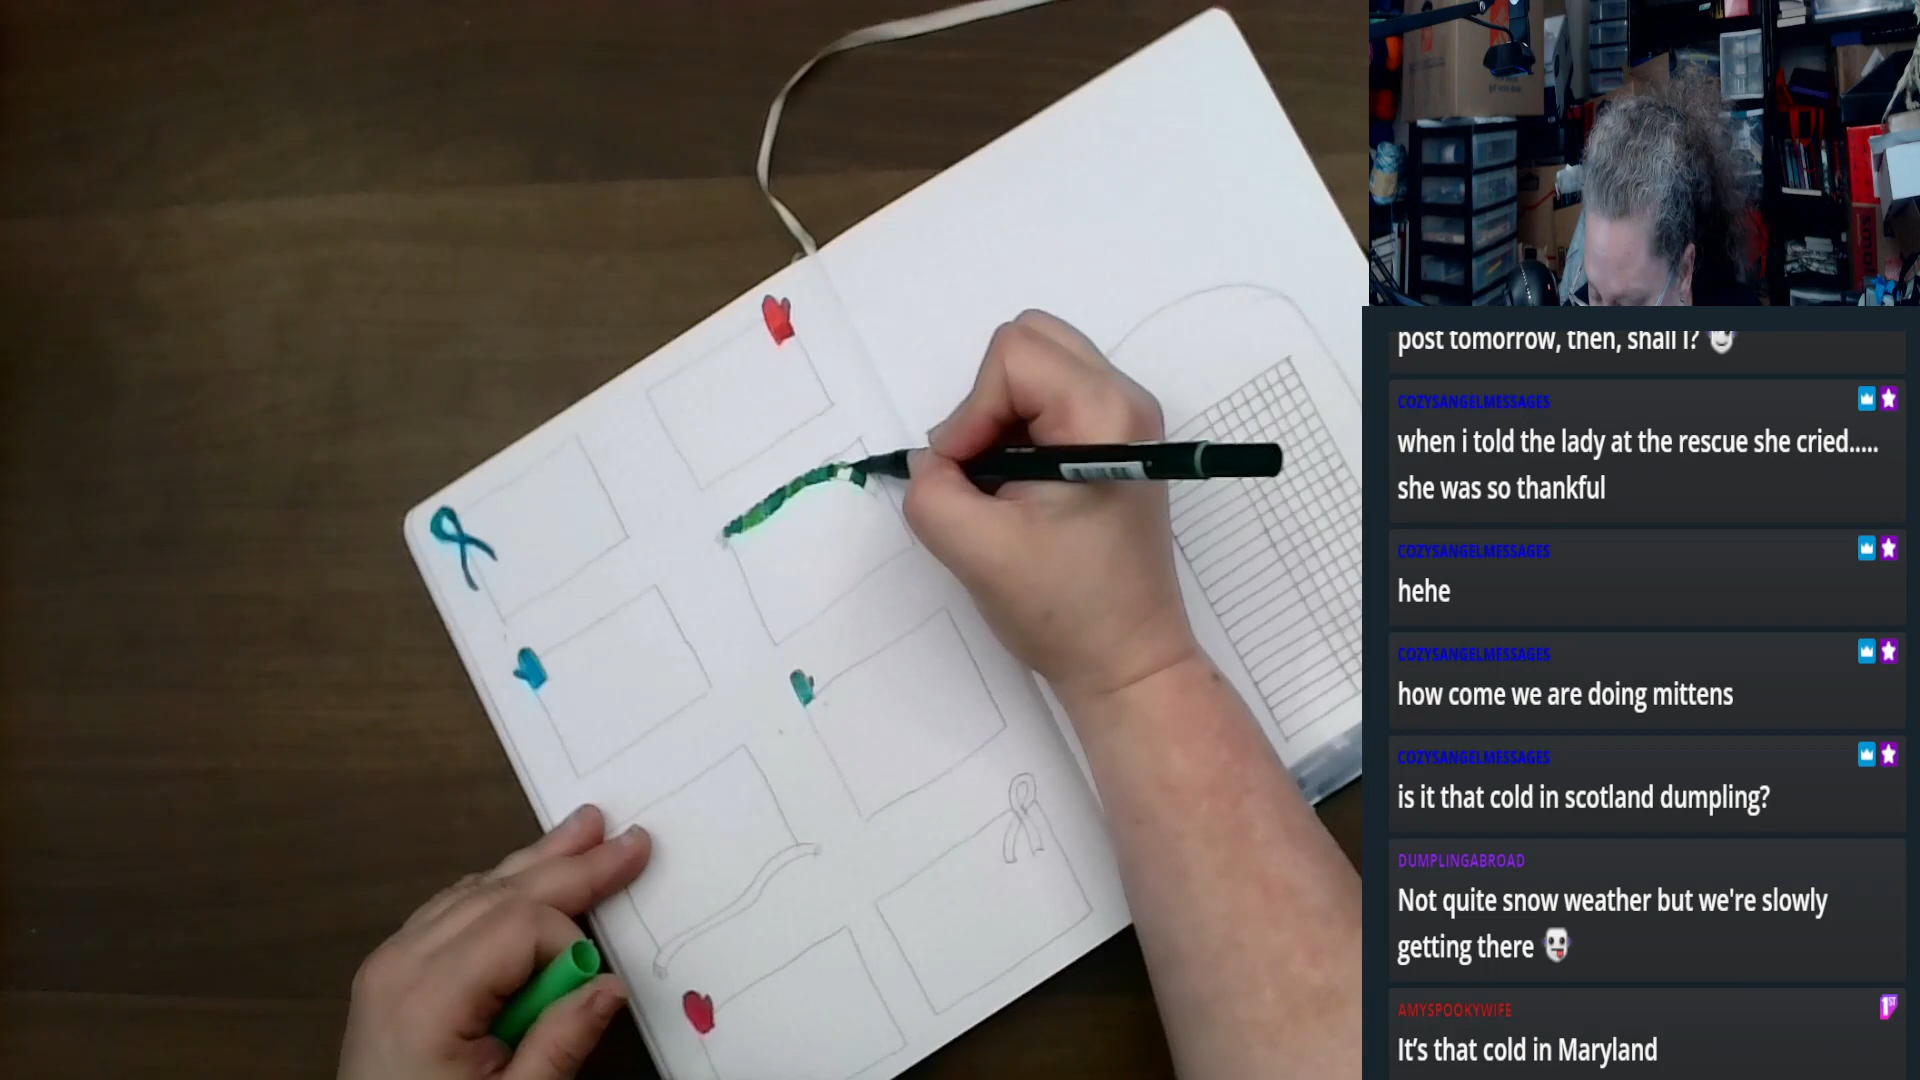 post tomorrow, then, shall I?
COZYSANGELMESSAGES
when i told the lady at the rescue she cried.....
she was so thankful
COZYSANGELMESSAGES
hehe
COZYSANGELMESSAGES
how come we are doing mittens
COZYSANGELMESSAGES
is it that cold in scotland dumpling?
DUMPLINGABROAD
Not quite snow weather but we're slowly
getting there
AMYSPOOKYWIFE
1ST
It's that cold in Maryland